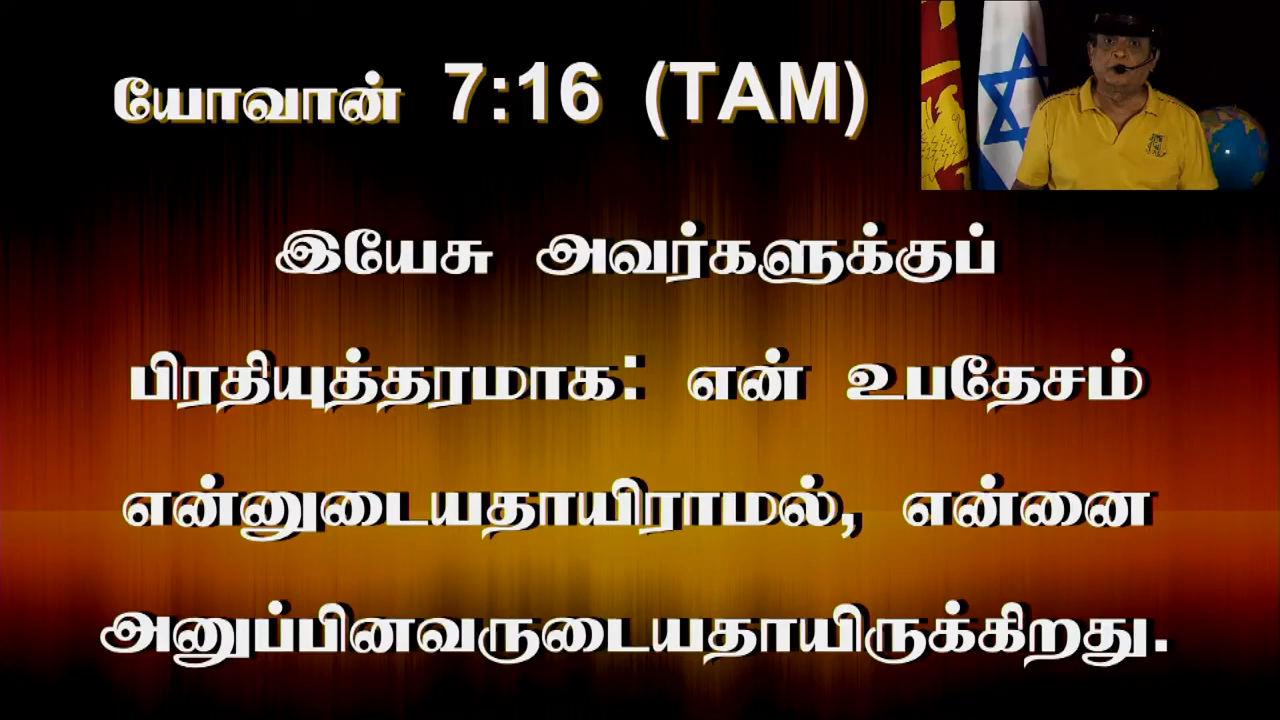 யோவான் 7:16 (TAM)
இயேசு அவர்களுக்குப்
பிரதியுத்தரமாக: என் உபதேசம்
என்னுடையதாயிராமல், என்னை
அனுப்பினவருடையதாயிருக்கிறது.